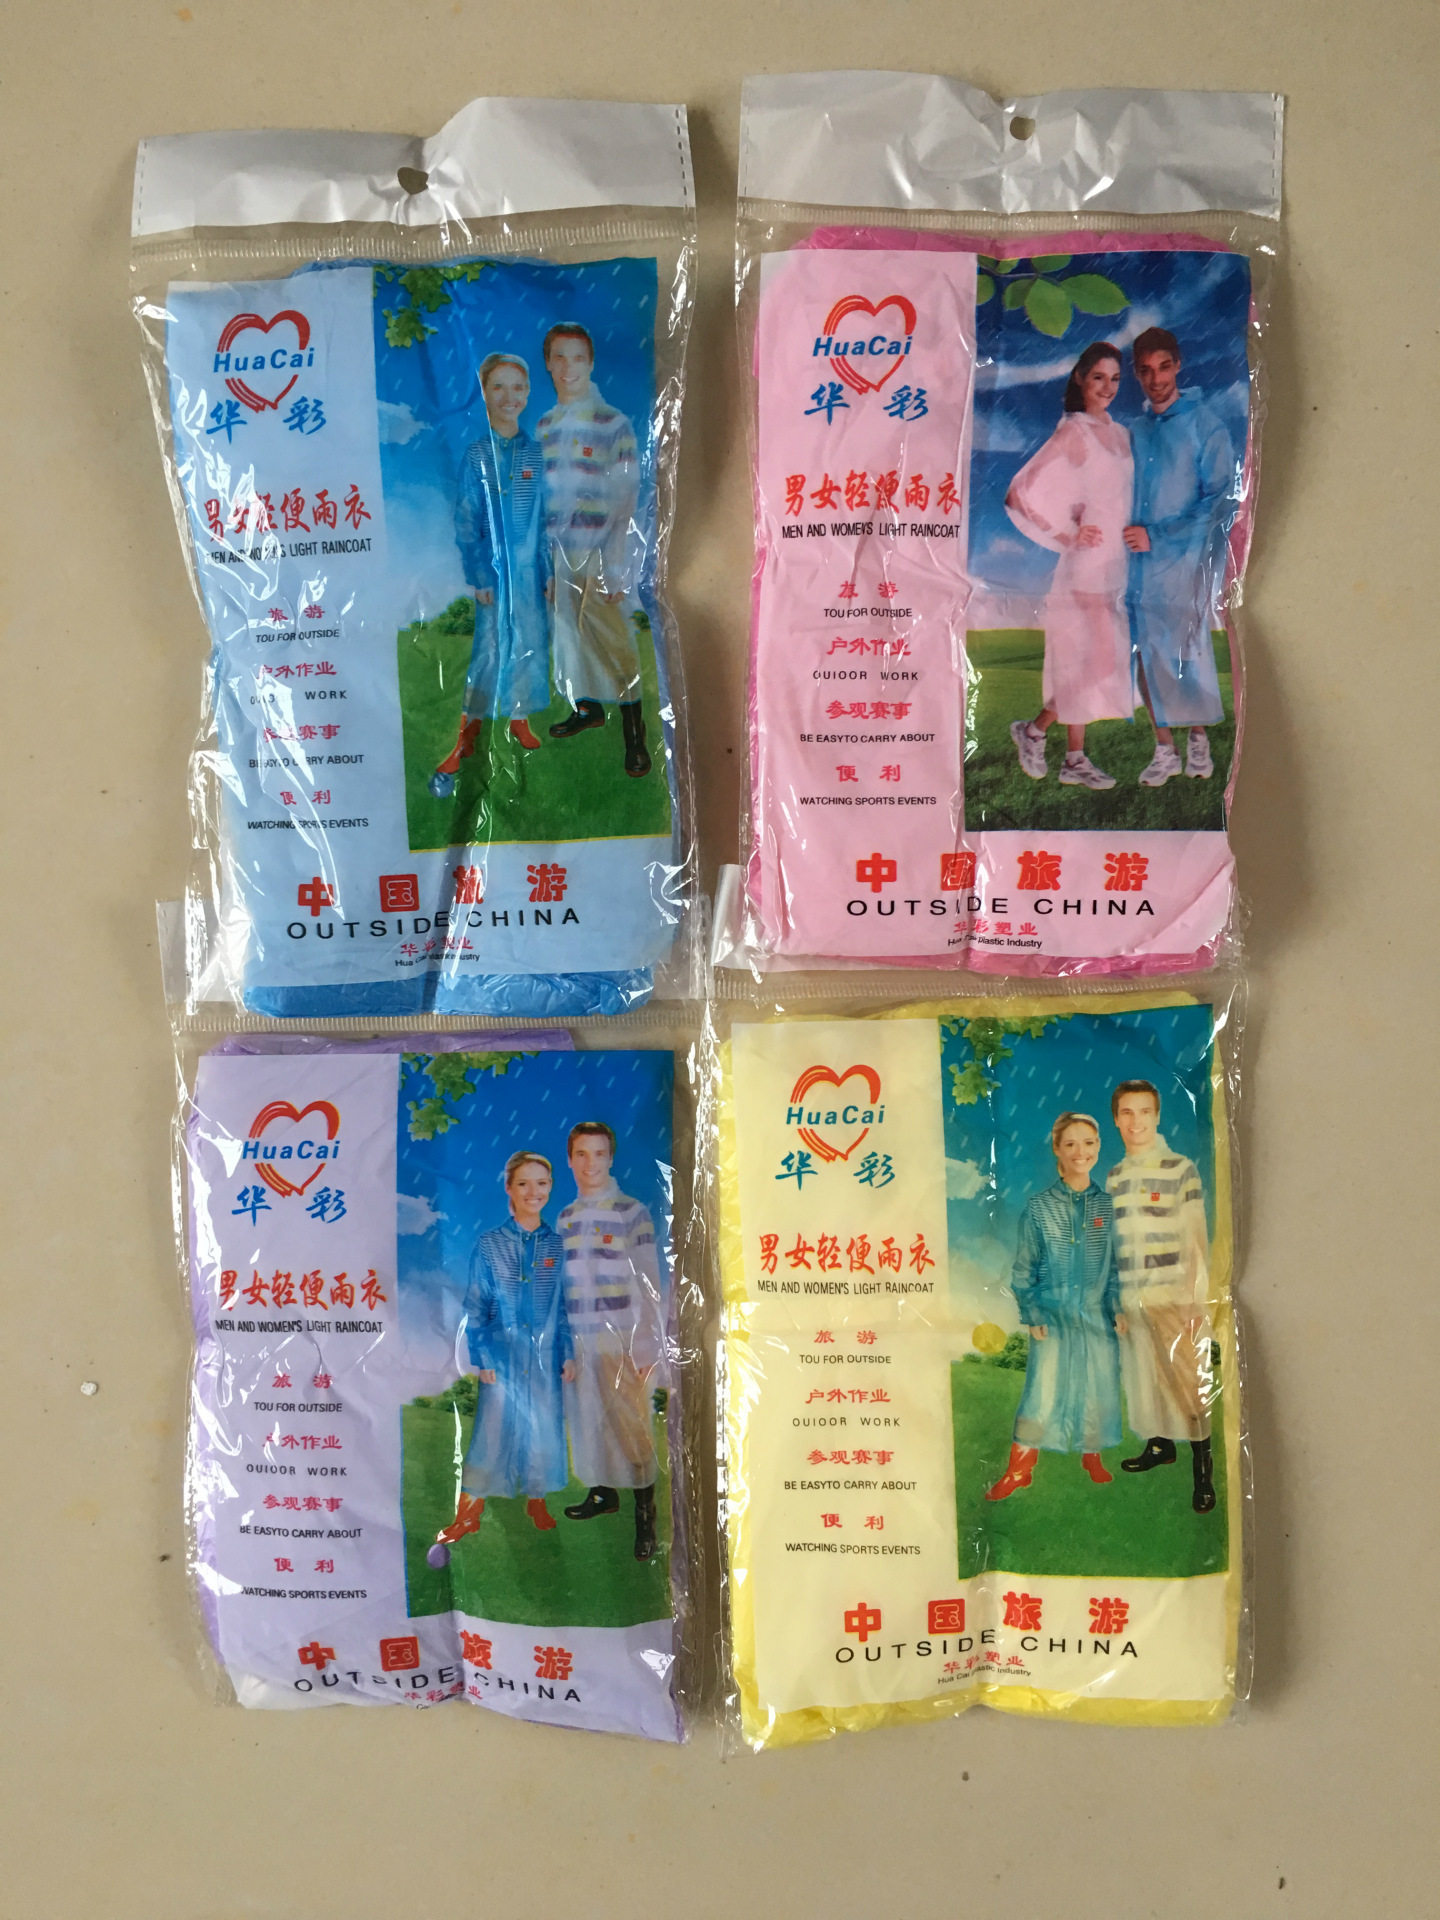 HuaCai
华 彩
男女轻便雨衣
MEN AND WOMEN'S LIGHT RAINCOAT
旅 游
TOU FOR OUTSIDE
户外作业
WORK
赛事
BE EASYTO CARRY ABOUT
便 利
WATCHING SPORTS EVENTS
中国旅游
OUTSIDE CHINA
华彩塑业
Hua Cai plastic Industry
HuaCai
华 彩
男女轻便雨衣
MEN AND WOMEN'S LIGHT RAINCOAT
旅 游
TOU FOR OUTSIDE
户外作业
OUIOOR WORK
参观赛事
BE EASYTO CARRY ABOUT
便 利
WATCHING SPORTS EVENTS
中国旅游
OUTSIDE CHINA
华彩塑业
Hua Cai plastic Industry
HuaCai
华 彩
男女轻便雨衣
MEN AND WOMEN'S LIGHT RAINCOAT
旅 游
TOU FOR OUTSIDE
户外作业
OUIOOR WORK
参观赛事
BE EASYTO CARRY ABOUT
便 利
WATCHING SPORTS EVENTS
中国旅游
OUTSIDE CHINA
华彩塑业
HuaCai
华 彩
男女轻便雨衣
MEN AND WOMEN'S LIGHT RAINCOAT
旅 游
TOU FOR OUTSIDE
户外作业
OUIOOR WORK
参观赛事
BE EASYTO CARRY ABOUT
便 利
WATCHING SPORTS EVENTS
中国旅游
OUTSIDE CHINA
华彩塑业
Hua Cai plastic Industry